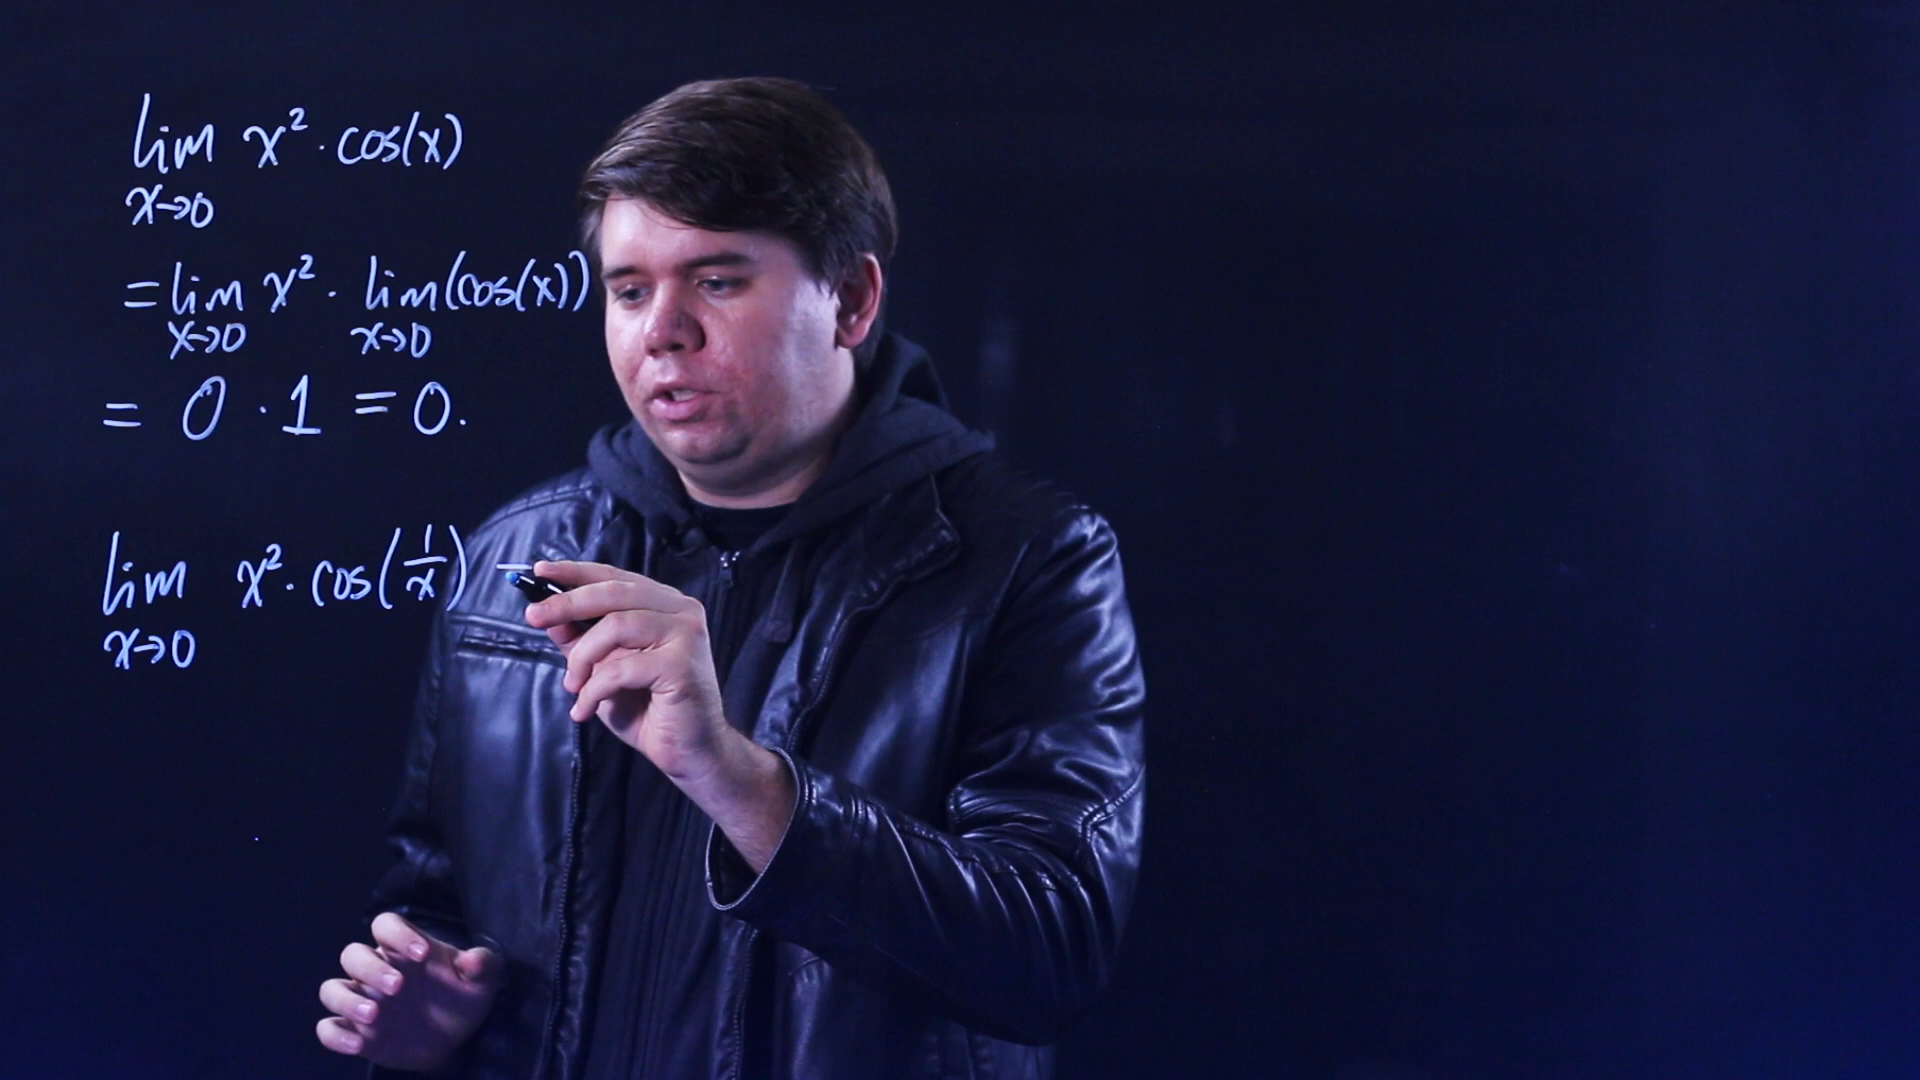 lim x² · cos(x)
x→0
= lim x² · lim (cos(x))
x→0 x→0
= 0 · 1 = 0.
lim x² · cos(1/x) =
x→0